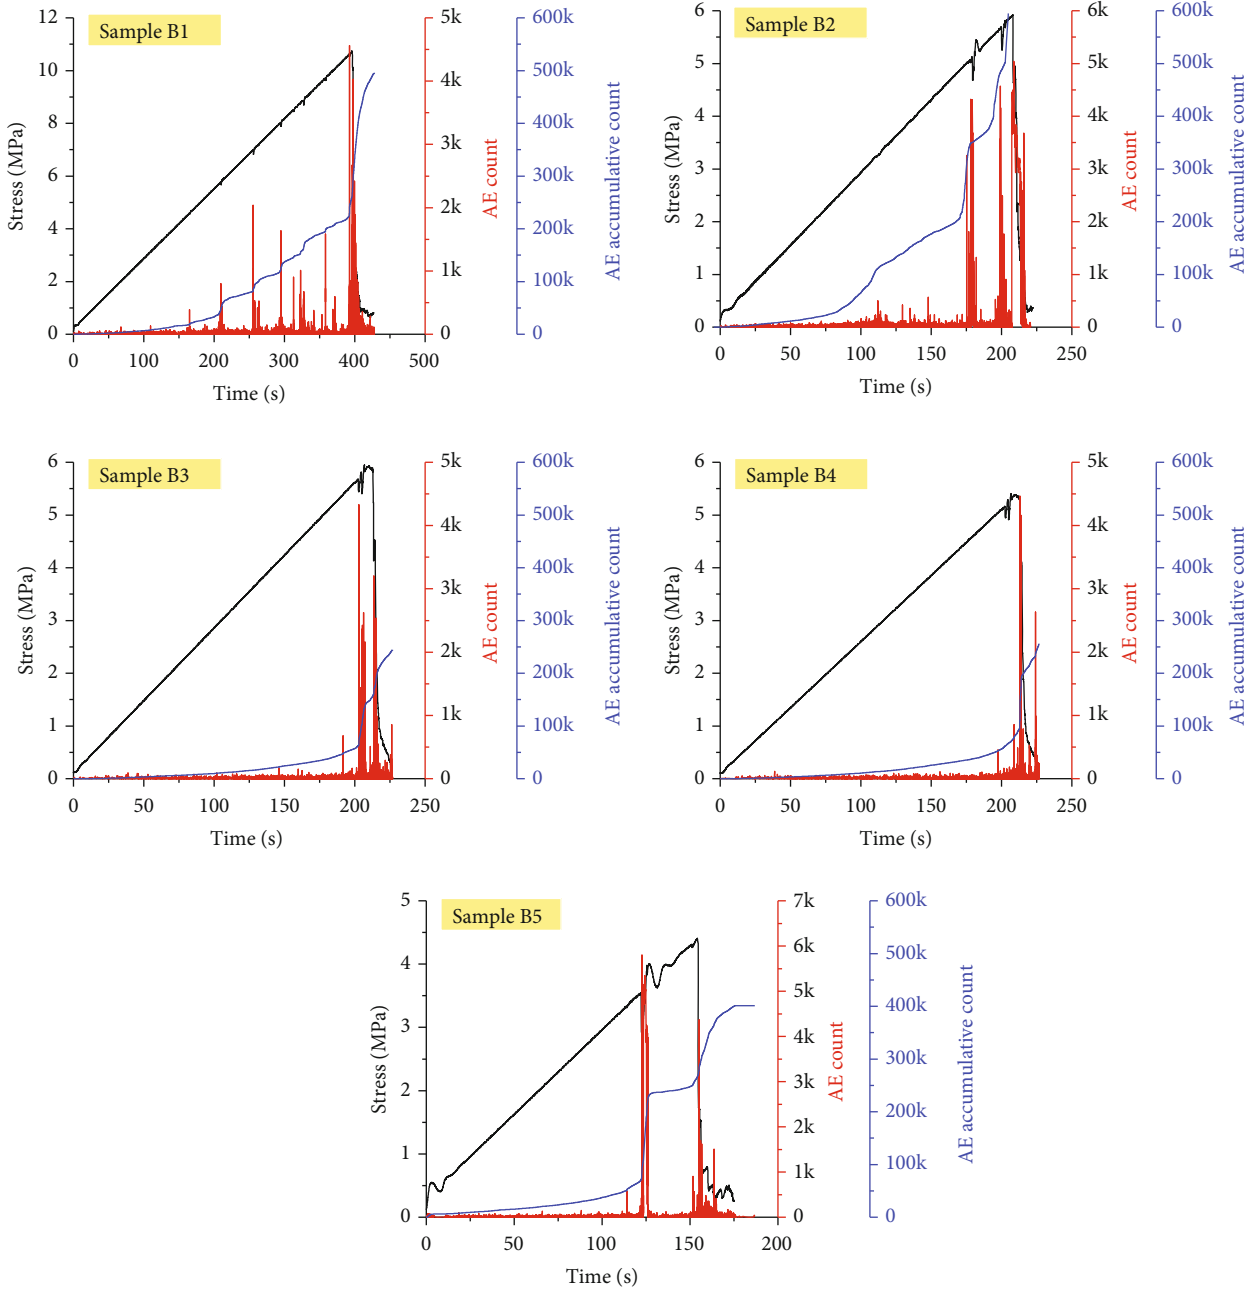 Sample B1
12
10
8
6
4
2
0
Stress (MPa)
0 100 200 300 400 500
Time (s)
5k
4k
3k
2k
1k
0
AE count
600k
500k
400k
300k
200k
100k
0
AE accumulative count
Sample B2
6
5
4
3
2
1
0
Stress (MPa)
0 50 100 150 200 250
Time (s)
6k
5k
4k
3k
2k
1k
0
AE count
600k
500k
400k
300k
200k
100k
0
AE accumulative count
Sample B3
6
5
4
3
2
1
0
Stress (MPa)
0 50 100 150 200 250
Time (s)
5k
4k
3k
2k
1k
0
AE count
600k
500k
400k
300k
200k
100k
0
AE accumulative count
Sample B4
6
5
4
3
2
1
0
Stress (MPa)
0 50 100 150 200 250
Time (s)
5k
4k
3k
2k
1k
0
AE count
600k
500k
400k
300k
200k
100k
0
AE accumulative count
Sample B5
5
4
3
2
1
0
Stress (MPa)
0 50 100 150 200
Time (s)
7k
6k
5k
4k
3k
2k
1k
0
AE count
600k
500k
400k
300k
200k
100k
0
AE accumulative count